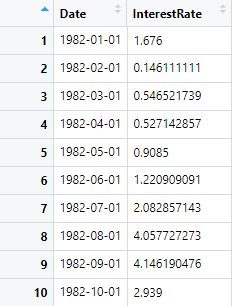 Date InterestRate
1 1982-01-01 1.676
2 1982-02-01 0.146111111
3 1982-03-01 0.546521739
4 1982-04-01 0.527142857
5 1982-05-01 0.9085
6 1982-06-01 1.220909091
7 1982-07-01 2.082857143
8 1982-08-01 4.057727273
9 1982-09-01 4.146190476
10 1982-10-01 2.939